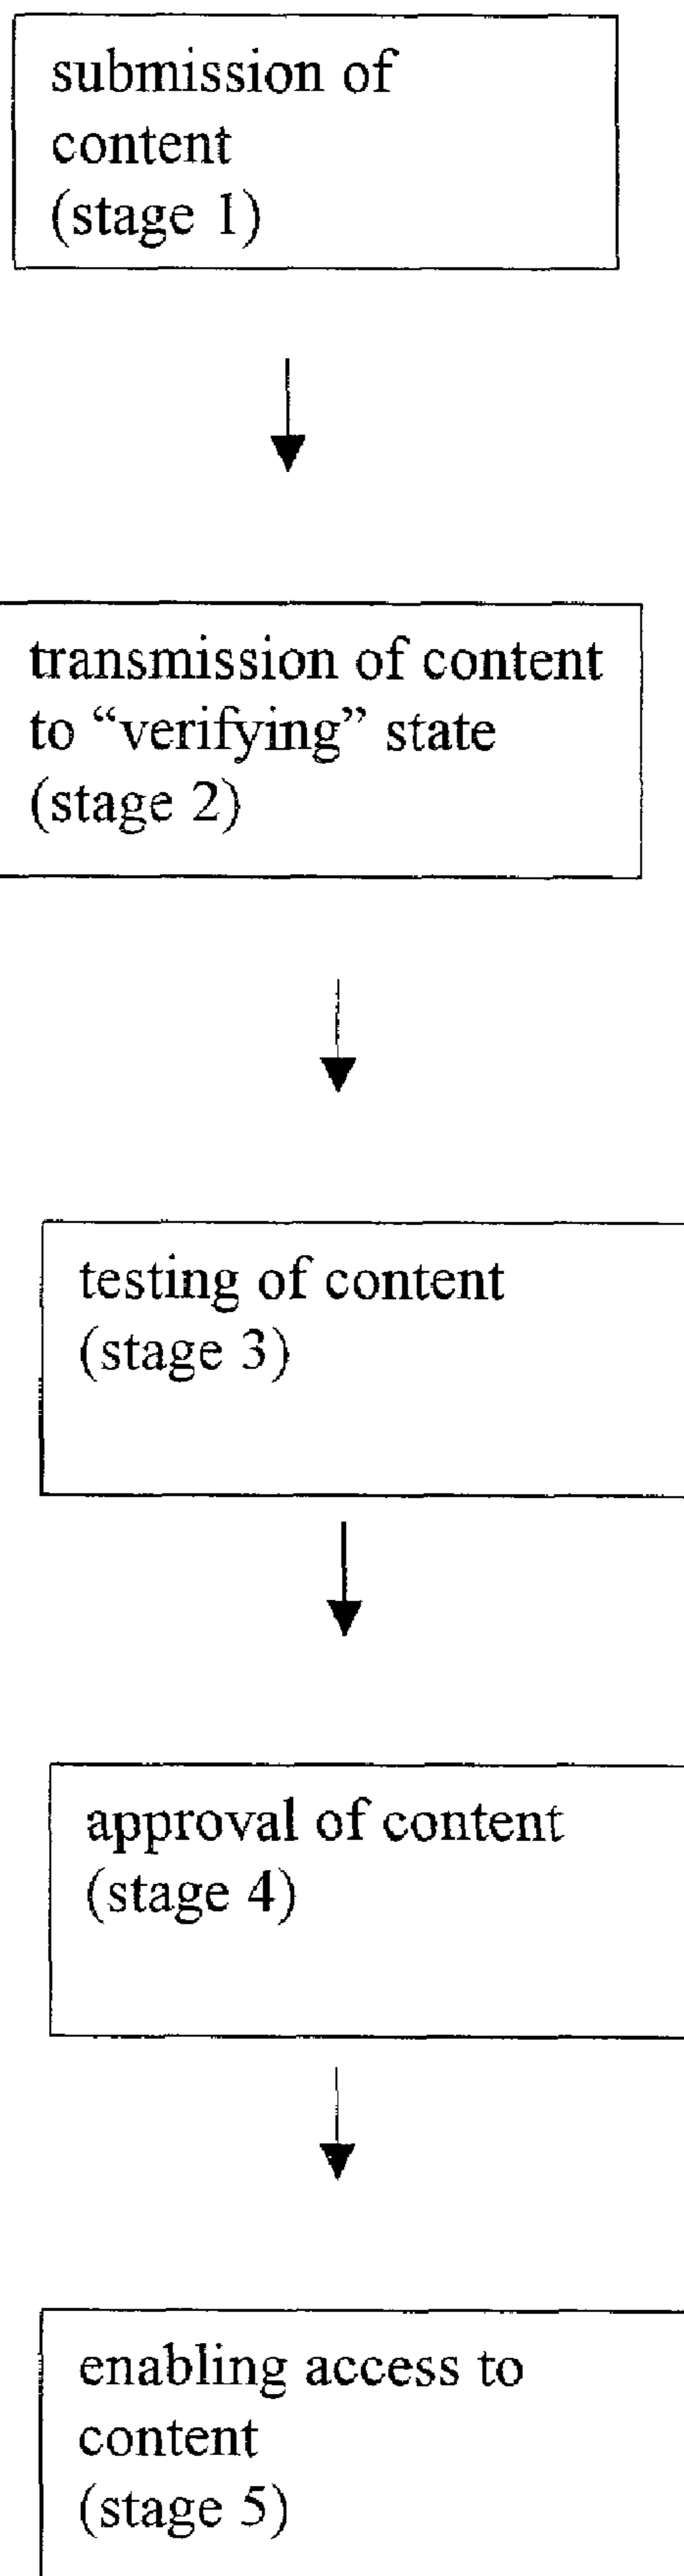 submission of
content
(stage 1)
transmission of content
to “verifying” state
(stage 2)
testing of content
(stage 3)
approval of content
(stage 4)
enabling access to
content
(stage 5)